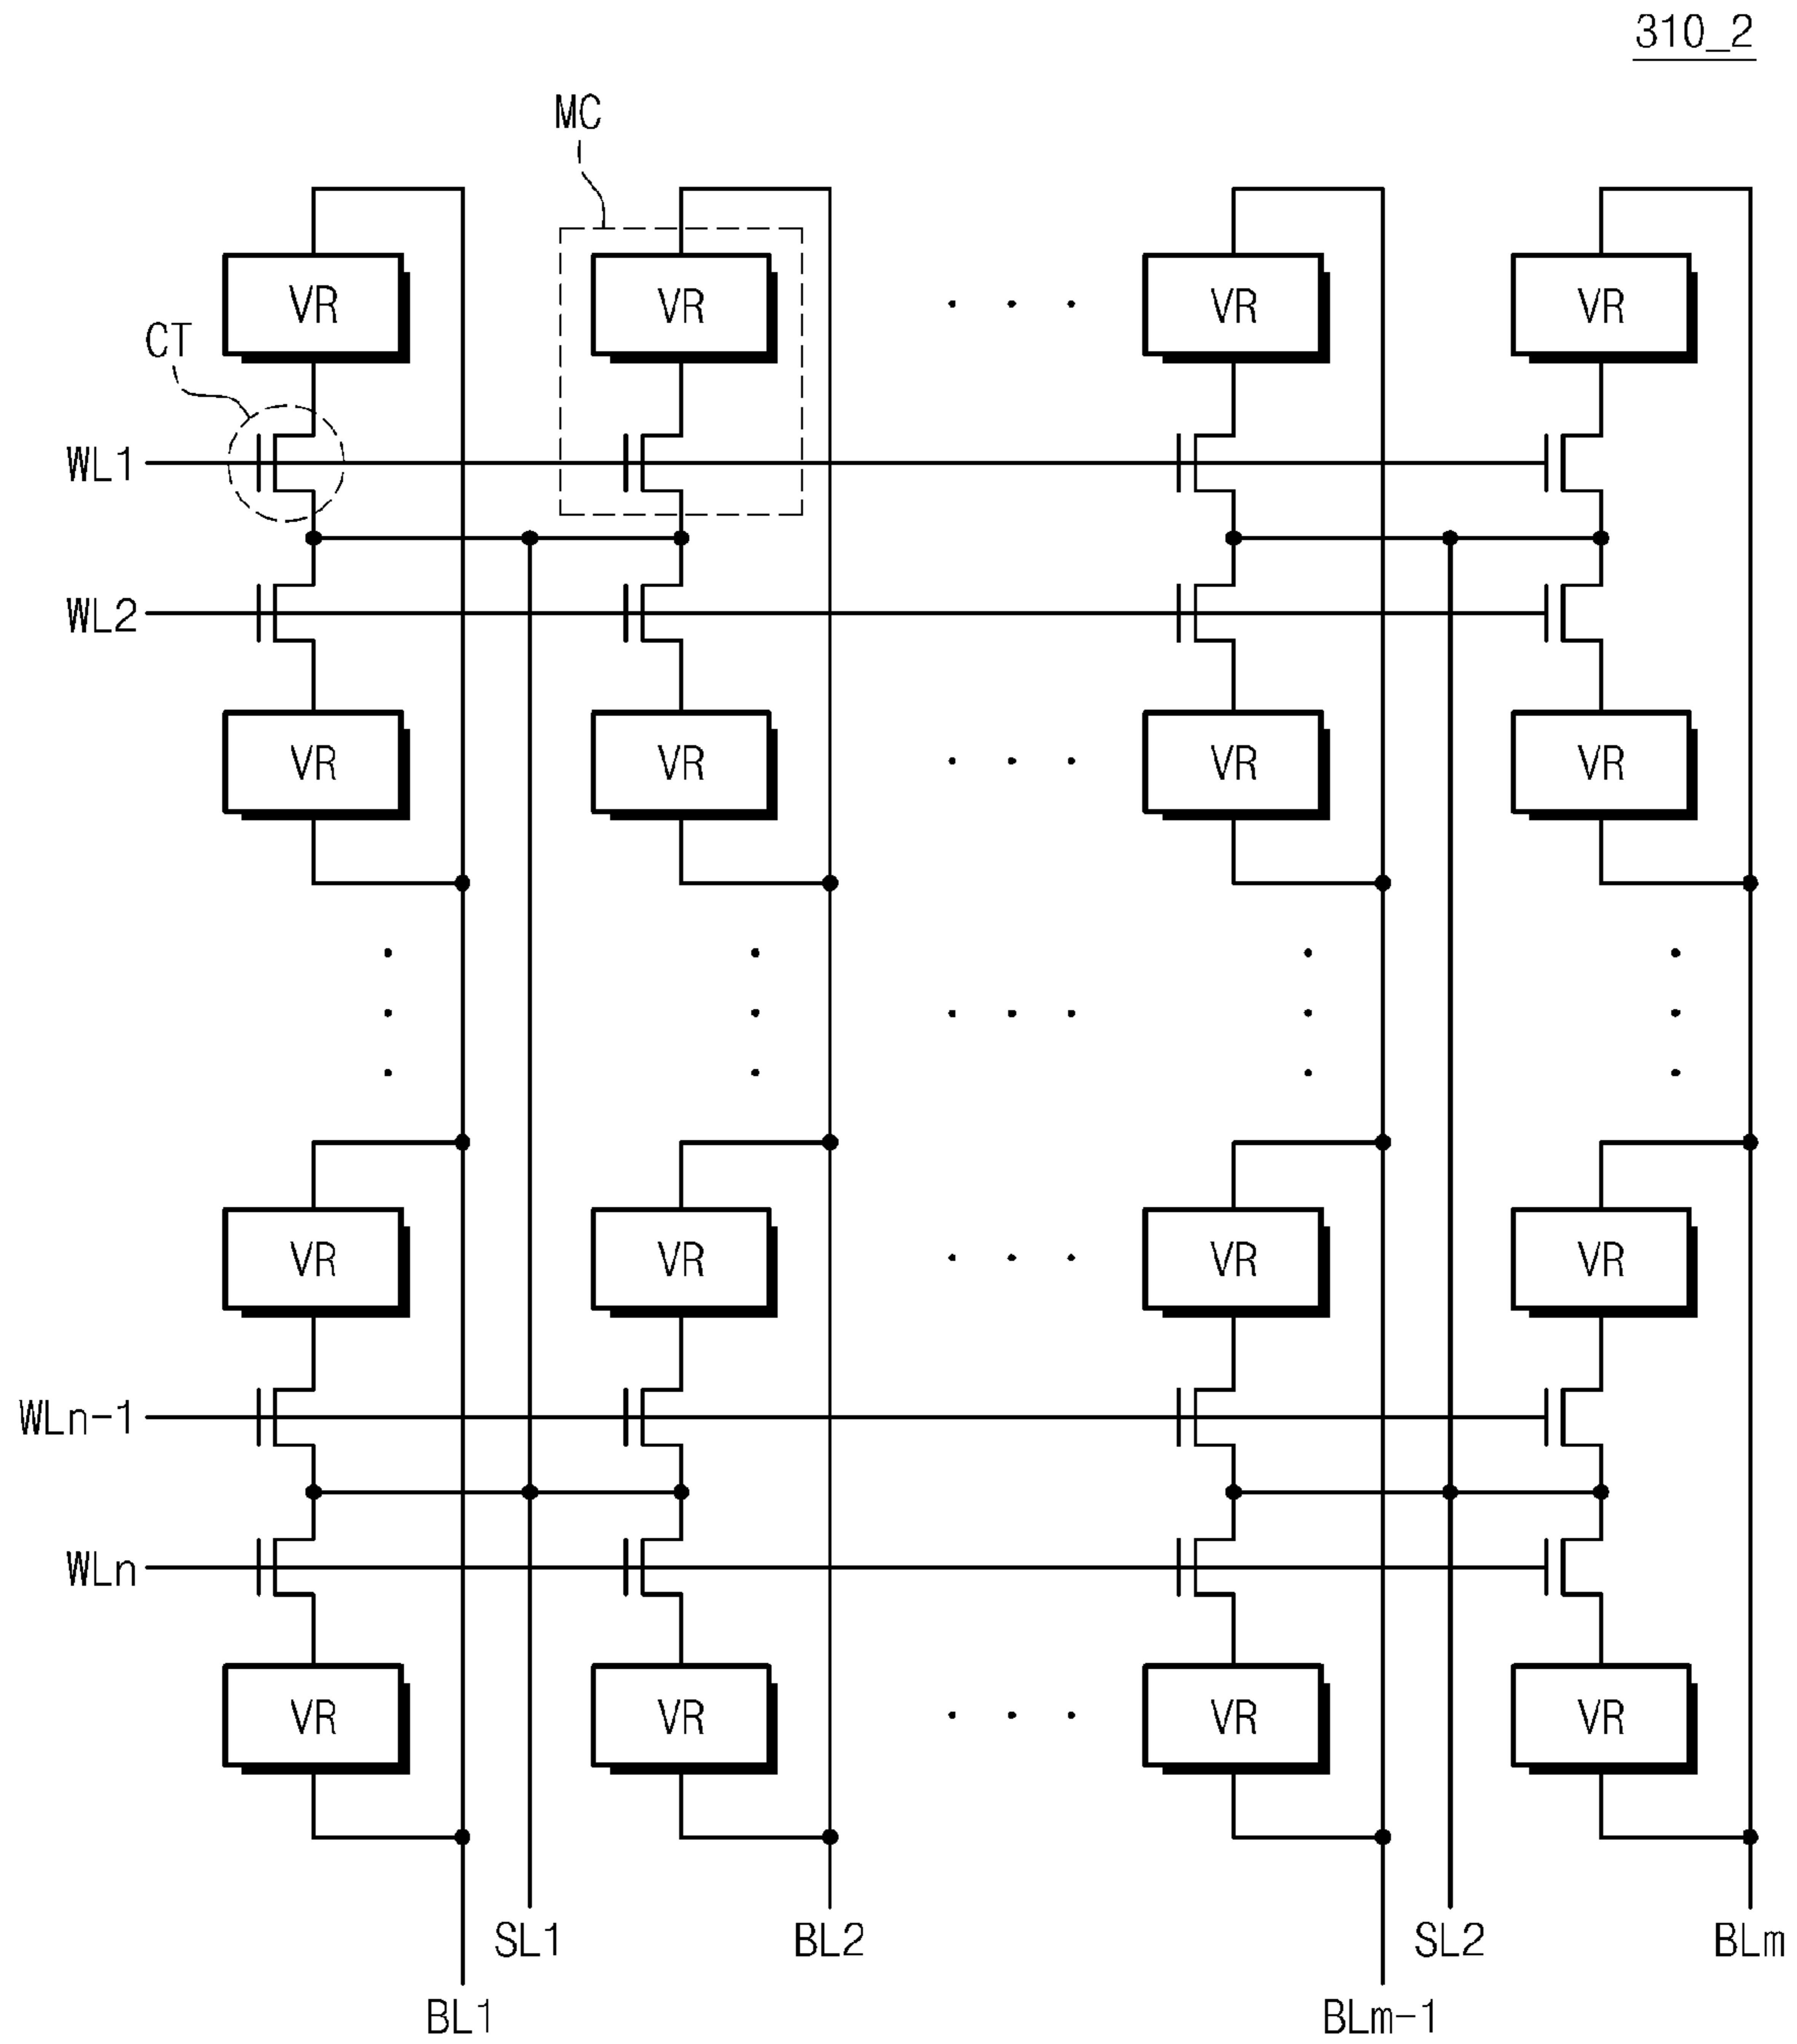 310_2
MC
VR VR VR VR
CT
WL1
WL2
VR VR VR VR
VR VR VR VR
WLn-1
WLn
VR VR VR VR
SL1 BL2 SL2 BLm
BL1 BLm-1